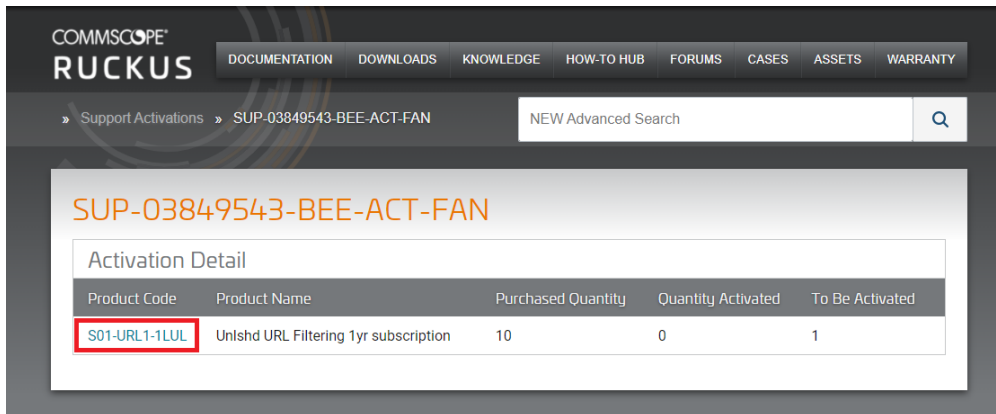 COMMSCOPE®
RUCKUS
DOCUMENTATION DOWNLOADS KNOWLEDGE HOW-TO HUB FORUMS CASES ASSETS WARRANTY
» Support Activations » SUP-03849543-BEE-ACT-FAN
NEW Advanced Search
SUP-03849543-BEE-ACT-FAN
Activation Detail
Product Code Product Name Purchased Quantity Quantity Activated To Be Activated
S01-URL1-1LUL Unlshd URL Filtering 1yr subscription 10 0 1